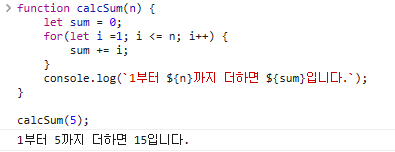 function calcSum(n) {
    let sum = 0;
    for(let i =1; i <= n; i++) {
        sum += i;
    }
    console.log(`1부터 ${n}까지 더하면 ${sum}입니다.`);
}

calcSum(5);
1부터 5까지 더하면 15입니다.